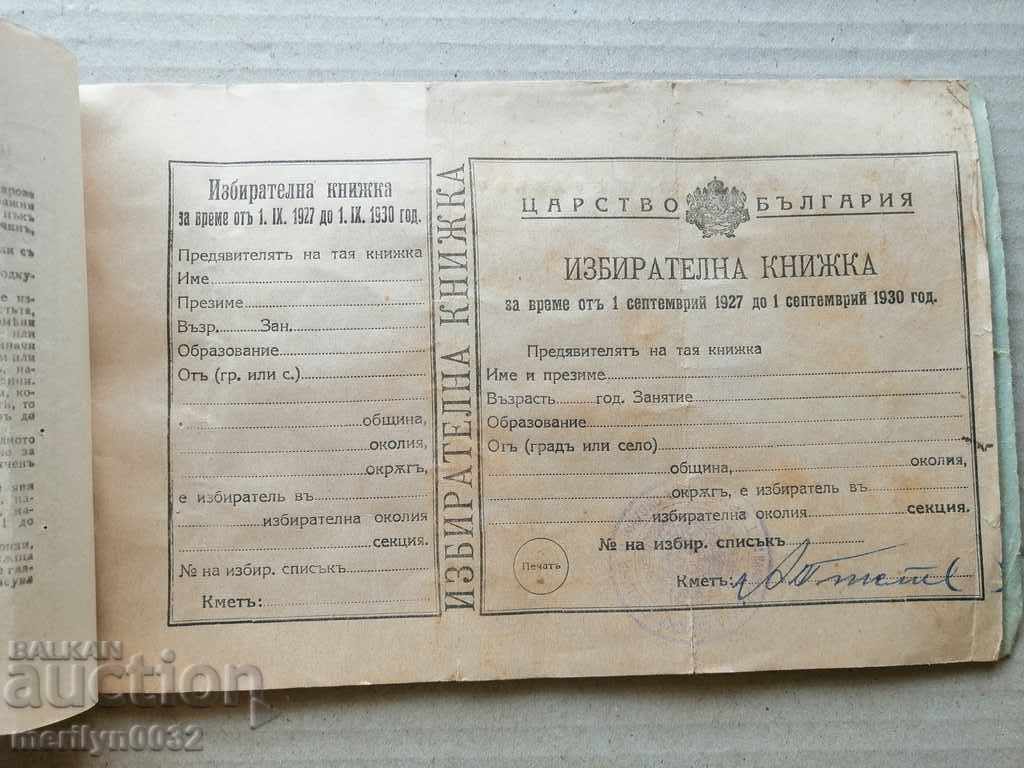 Избирателна книжка
за време отъ 1. IX. 1927 до 1. IX. 1930 год.
Предявительтъ на тая книжка
Име
Презиме
Възр. Зан.
Образование
Отъ (гр. или с.)
община,
околия,
окрѫгъ,
е избиратель въ
избирателна околия
секция.
№ на избир. списъкъ
Кметъ:
ИЗБИРАТЕЛНА КНИЖКА
ЦАРСТВО БЪЛГАРИЯ
ИЗБИРАТЕЛНА КНИЖКА
за време отъ 1 септемврий 1927 до 1 септемврий 1930 год.
Предявительтъ на тая книжка
Име и презиме
Възрасть год. Занятие
Образование
Отъ (градъ или село)
община, околия,
окрѫгъ, е избиратель въ
избирателна околия секция.
№ на избир. списъкъ
Печатъ
Кметъ:
BALKAN
auction
merilyn0032